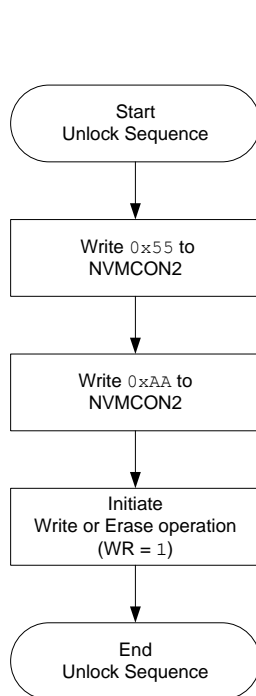 Start
Unlock Sequence
Write 0x55 to
NVMCON2
Write 0xAA to
NVMCON2
Initiate
Write or Erase operation
(WR = 1)
End
Unlock Sequence